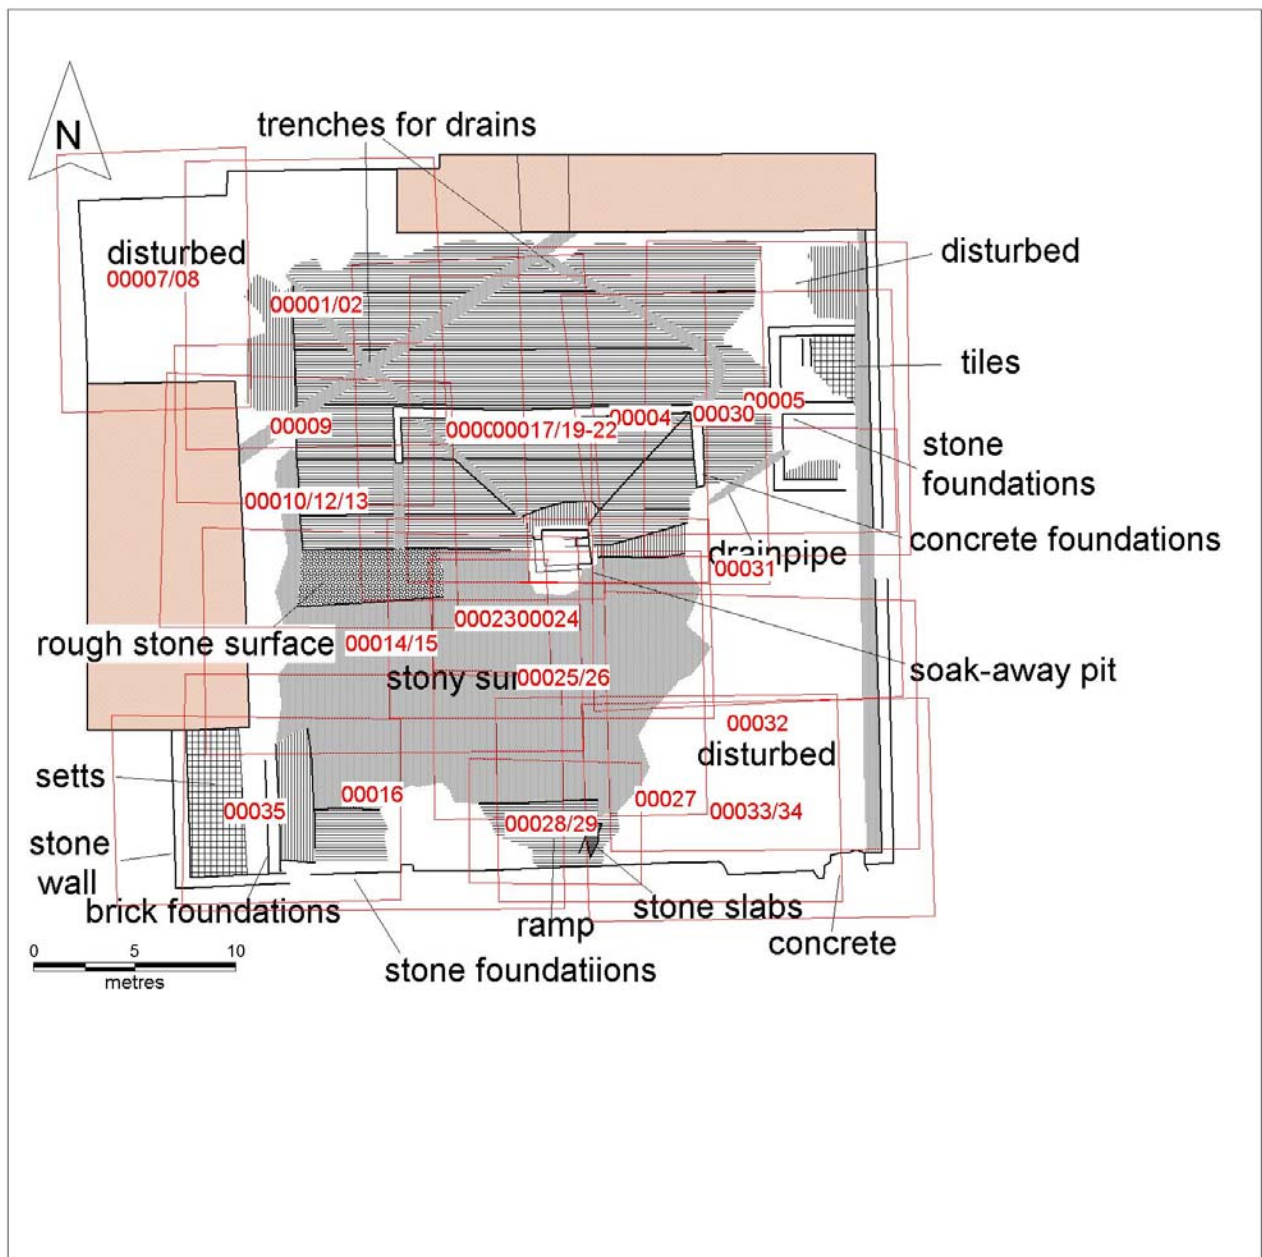 trenches for drains
N
disturbed
00007/08
disturbed
00001/02
tiles
00005
00004
00030
00009
00017/19-22
stone
foundations
00010/12/13
concrete foundations
drainpipe
00031
00023
00024
rough stone surface
00014/15
soak-away pit
stony sur
00025/26
00032
disturbed
setts
00016
00027
00033/34
00035
00028/29
stone
wall
brick foundations
stone slabs
ramp
concrete
0 5 10
metres
stone foundatiions